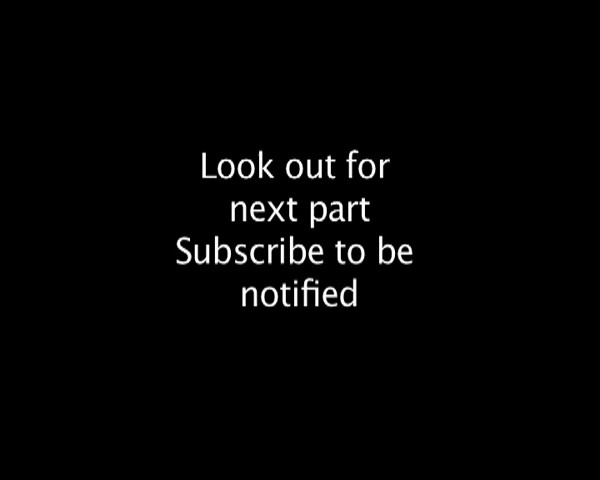 Look out for
next part
Subscribe to be
notified